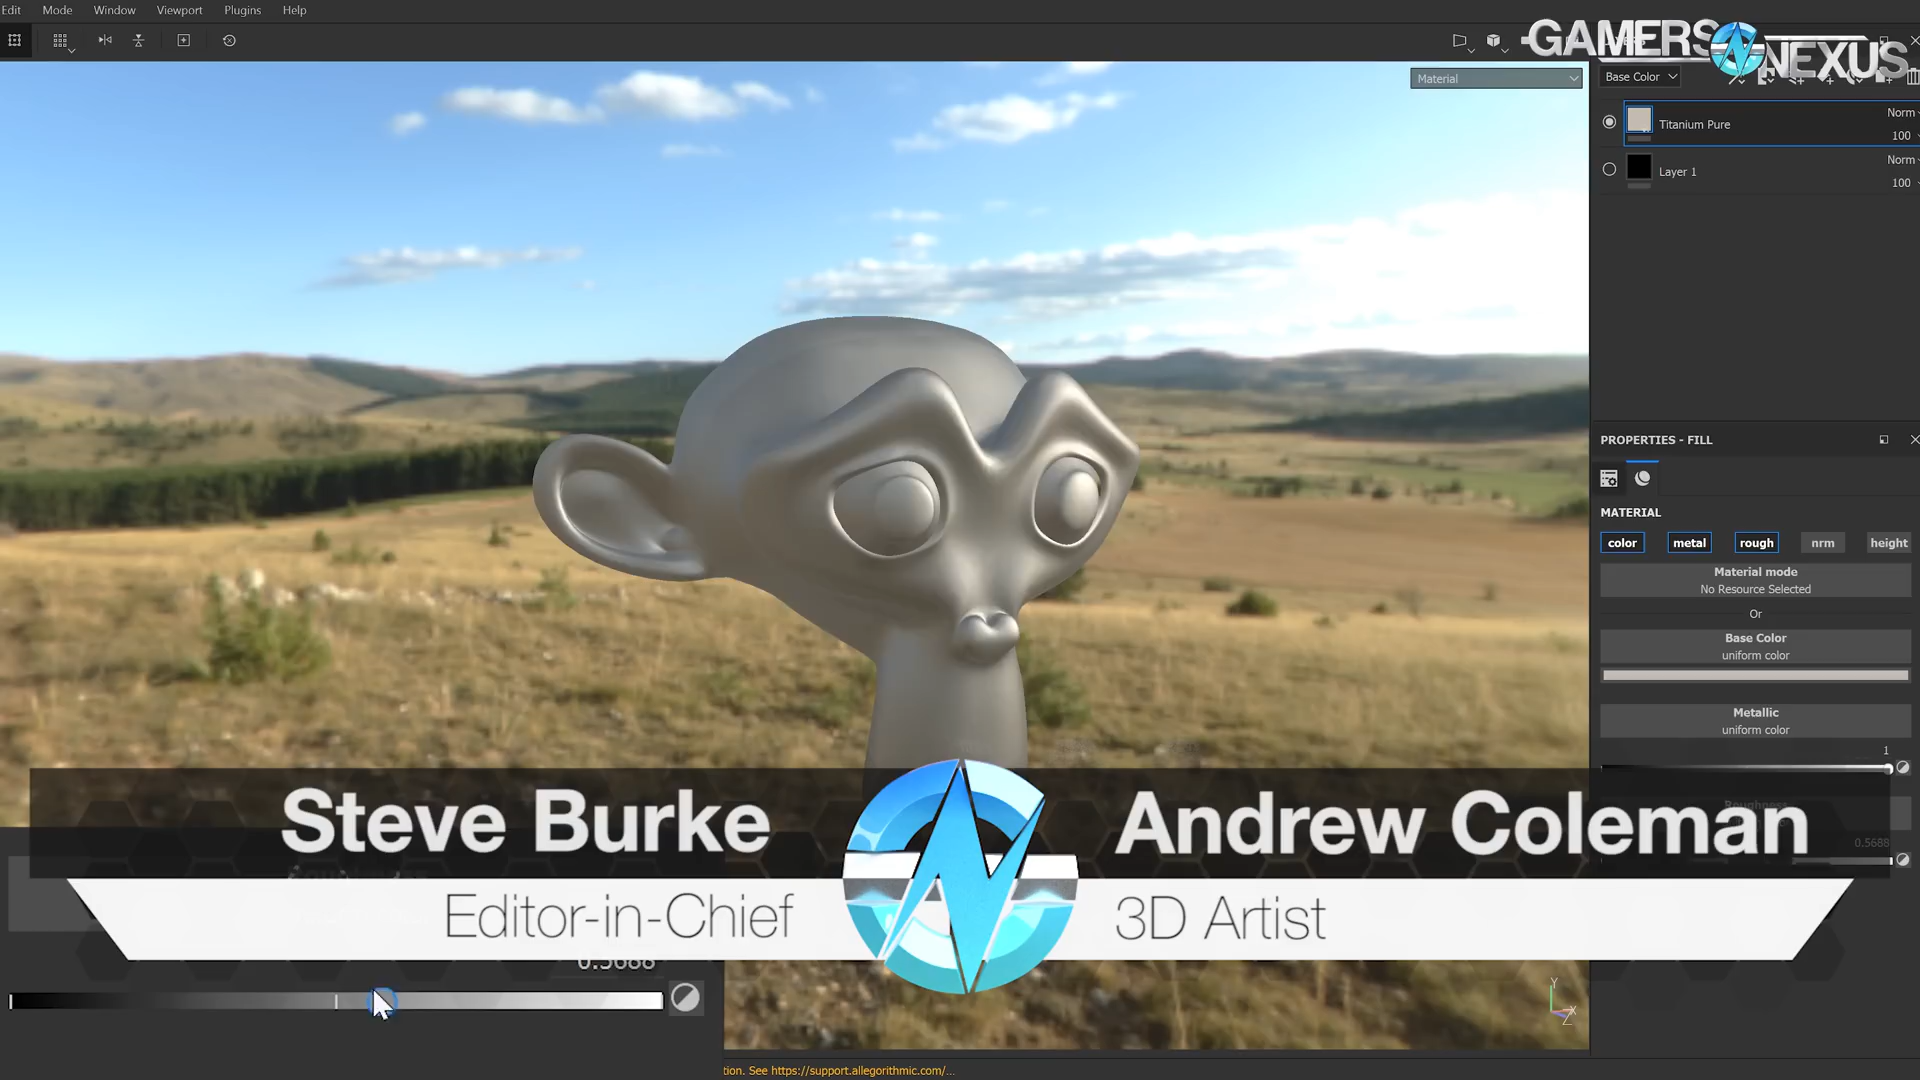 Edit Mode Window Viewport Plugins Help
GAMERS NEXUS
Material
Base Color
Titanium Pure
Norm
100
Layer 1
Norm
100
PROPERTIES - FILL
MATERIAL
color metal rough nrm height
Material mode
No Resource Selected
Or
Base Color
uniform color
Metallic
uniform color
1
Roughness
0.5688
Steve Burke
Andrew Coleman
Editor-in-Chief
3D Artist
0.5688
Y
X
Z
tion. See https://support.allegorithmic.com/...